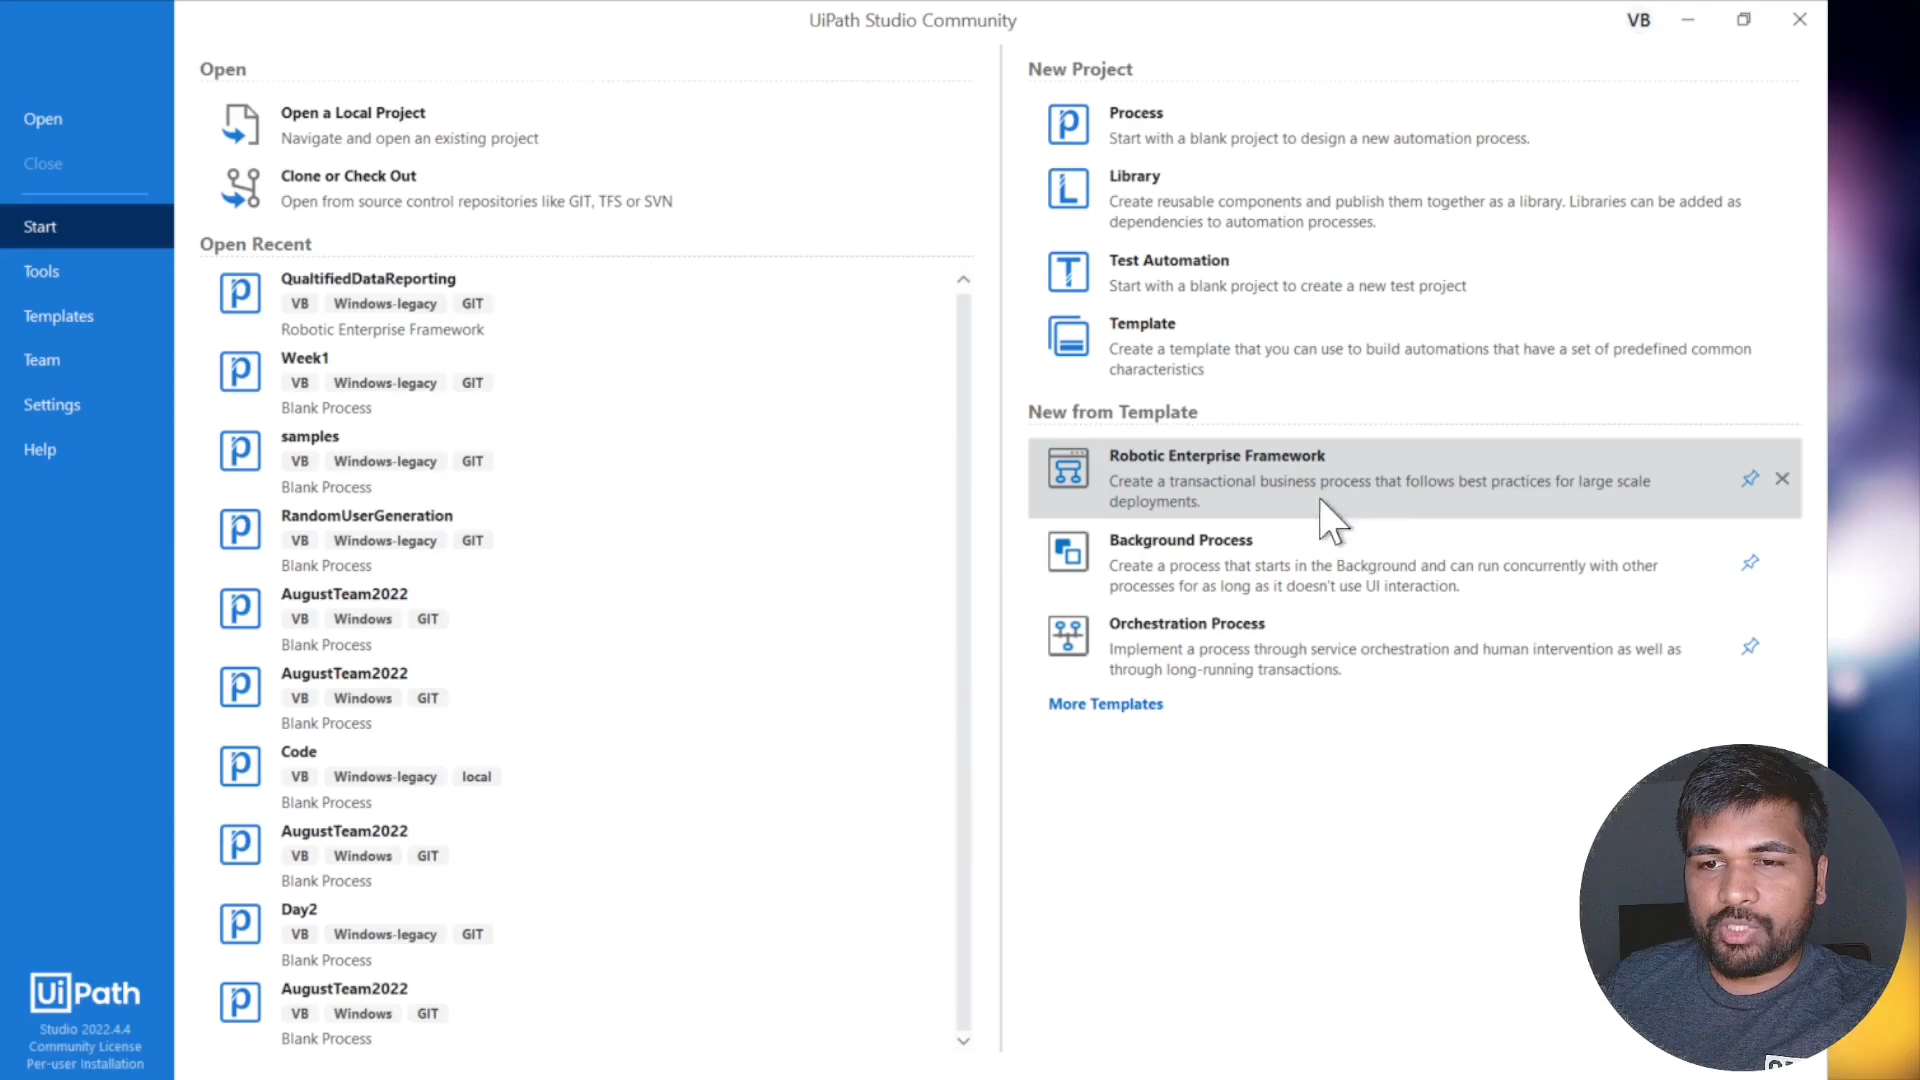 UiPath Studio Community
VB
Open
Close
Start
Tools
Templates
Team
Settings
Help
UiPath
Studio 2022.4.4
Community License
Per-user Installation
Open
Open a Local Project
Navigate and open an existing project
Clone or Check Out
Open from source control repositories like GIT, TFS or SVN
Open Recent
QualtifiedDataReporting
VB Windows-legacy GIT
Robotic Enterprise Framework
Week1
VB Windows-legacy GIT
Blank Process
samples
VB Windows-legacy GIT
Blank Process
RandomUserGeneration
VB Windows-legacy GIT
Blank Process
AugustTeam2022
VB Windows GIT
Blank Process
AugustTeam2022
VB Windows GIT
Blank Process
Code
VB Windows-legacy local
Blank Process
AugustTeam2022
VB Windows GIT
Blank Process
Day2
VB Windows-legacy GIT
Blank Process
AugustTeam2022
VB Windows GIT
Blank Process
New Project
Process
Start with a blank project to design a new automation process.
Library
Create reusable components and publish them together as a library. Libraries can be added as
dependencies to automation processes.
Test Automation
Start with a blank project to create a new test project
Template
Create a template that you can use to build automations that have a set of predefined common
characteristics
New from Template
Robotic Enterprise Framework
Create a transactional business process that follows best practices for large scale
deployments.
Background Process
Create a process that starts in the Background and can run concurrently with other
processes for as long as it doesn't use UI interaction.
Orchestration Process
Implement a process through service orchestration and human intervention as well as
through long-running transactions.
More Templates